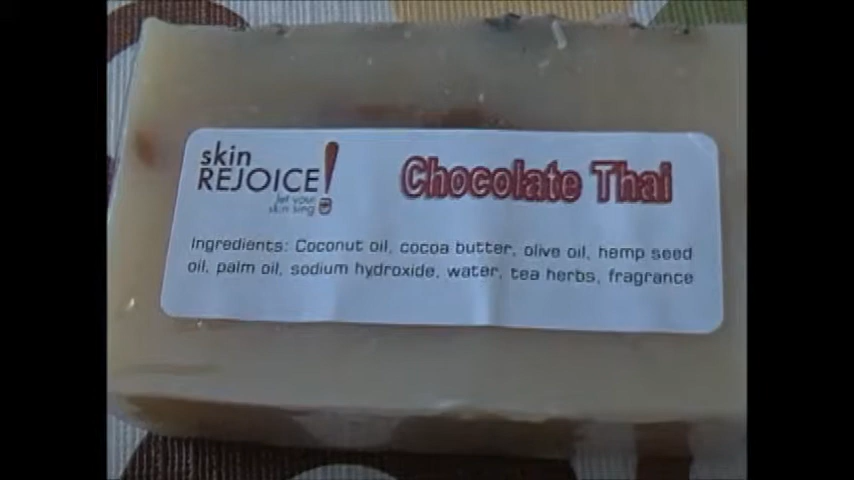 skin
REJOICE!
let your
skin sing
Chocolate Thai
Ingredients: Coconut oil, cocoa butter, olive oil, hemp seed
oil, palm oil, sodium hydroxide, water, tea herbs, fragrance